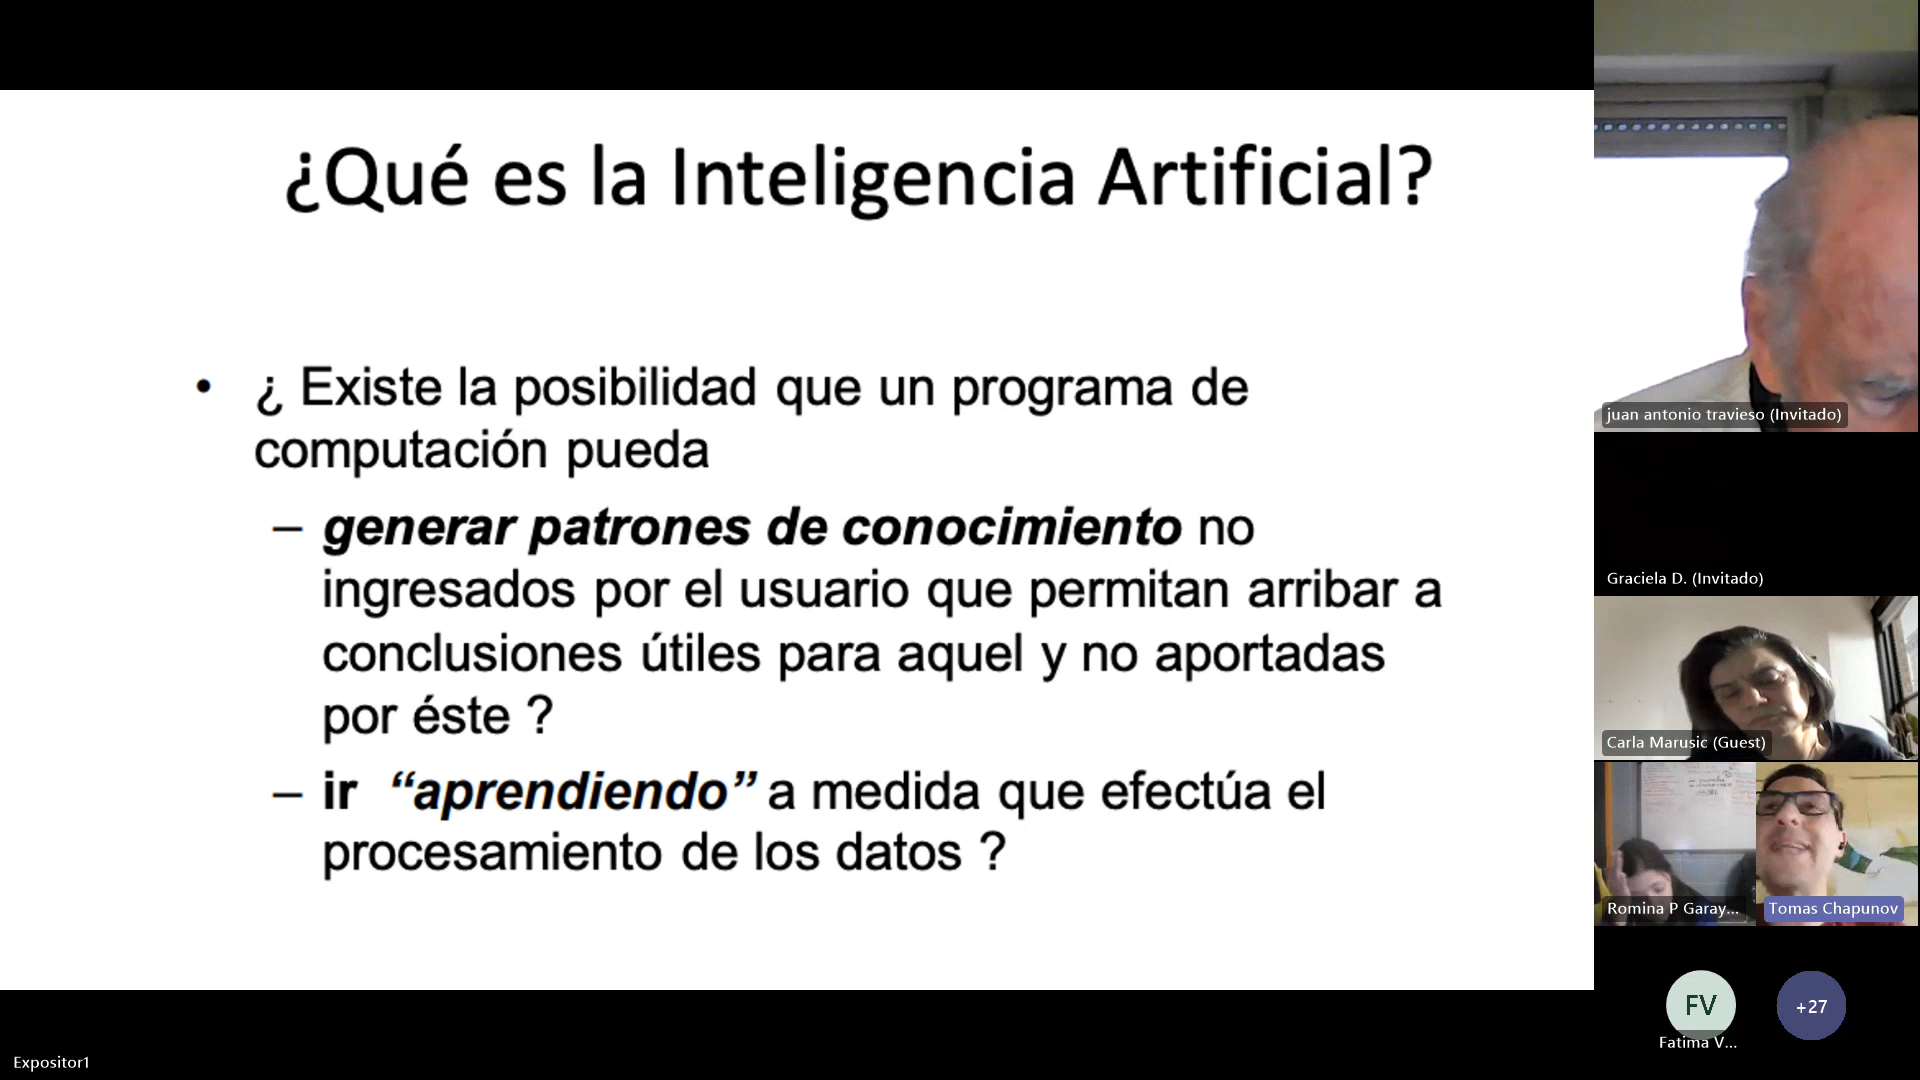 ¿Qué es la Inteligencia Artificial?
• ¿ Existe la posibilidad que un programa de
computación pueda
– generar patrones de conocimiento no
ingresados por el usuario que permitan arribar a
conclusiones útiles para aquel y no aportadas
por éste ?
– ir “aprendiendo” a medida que efectúa el
procesamiento de los datos ?
juan antonio travieso (Invitado)
Graciela D. (Invitado)
Carla Marusic (Guest)
Romina P Garay...
Tomas Chapunov
FV
+27
Fatima V...
Expositor1